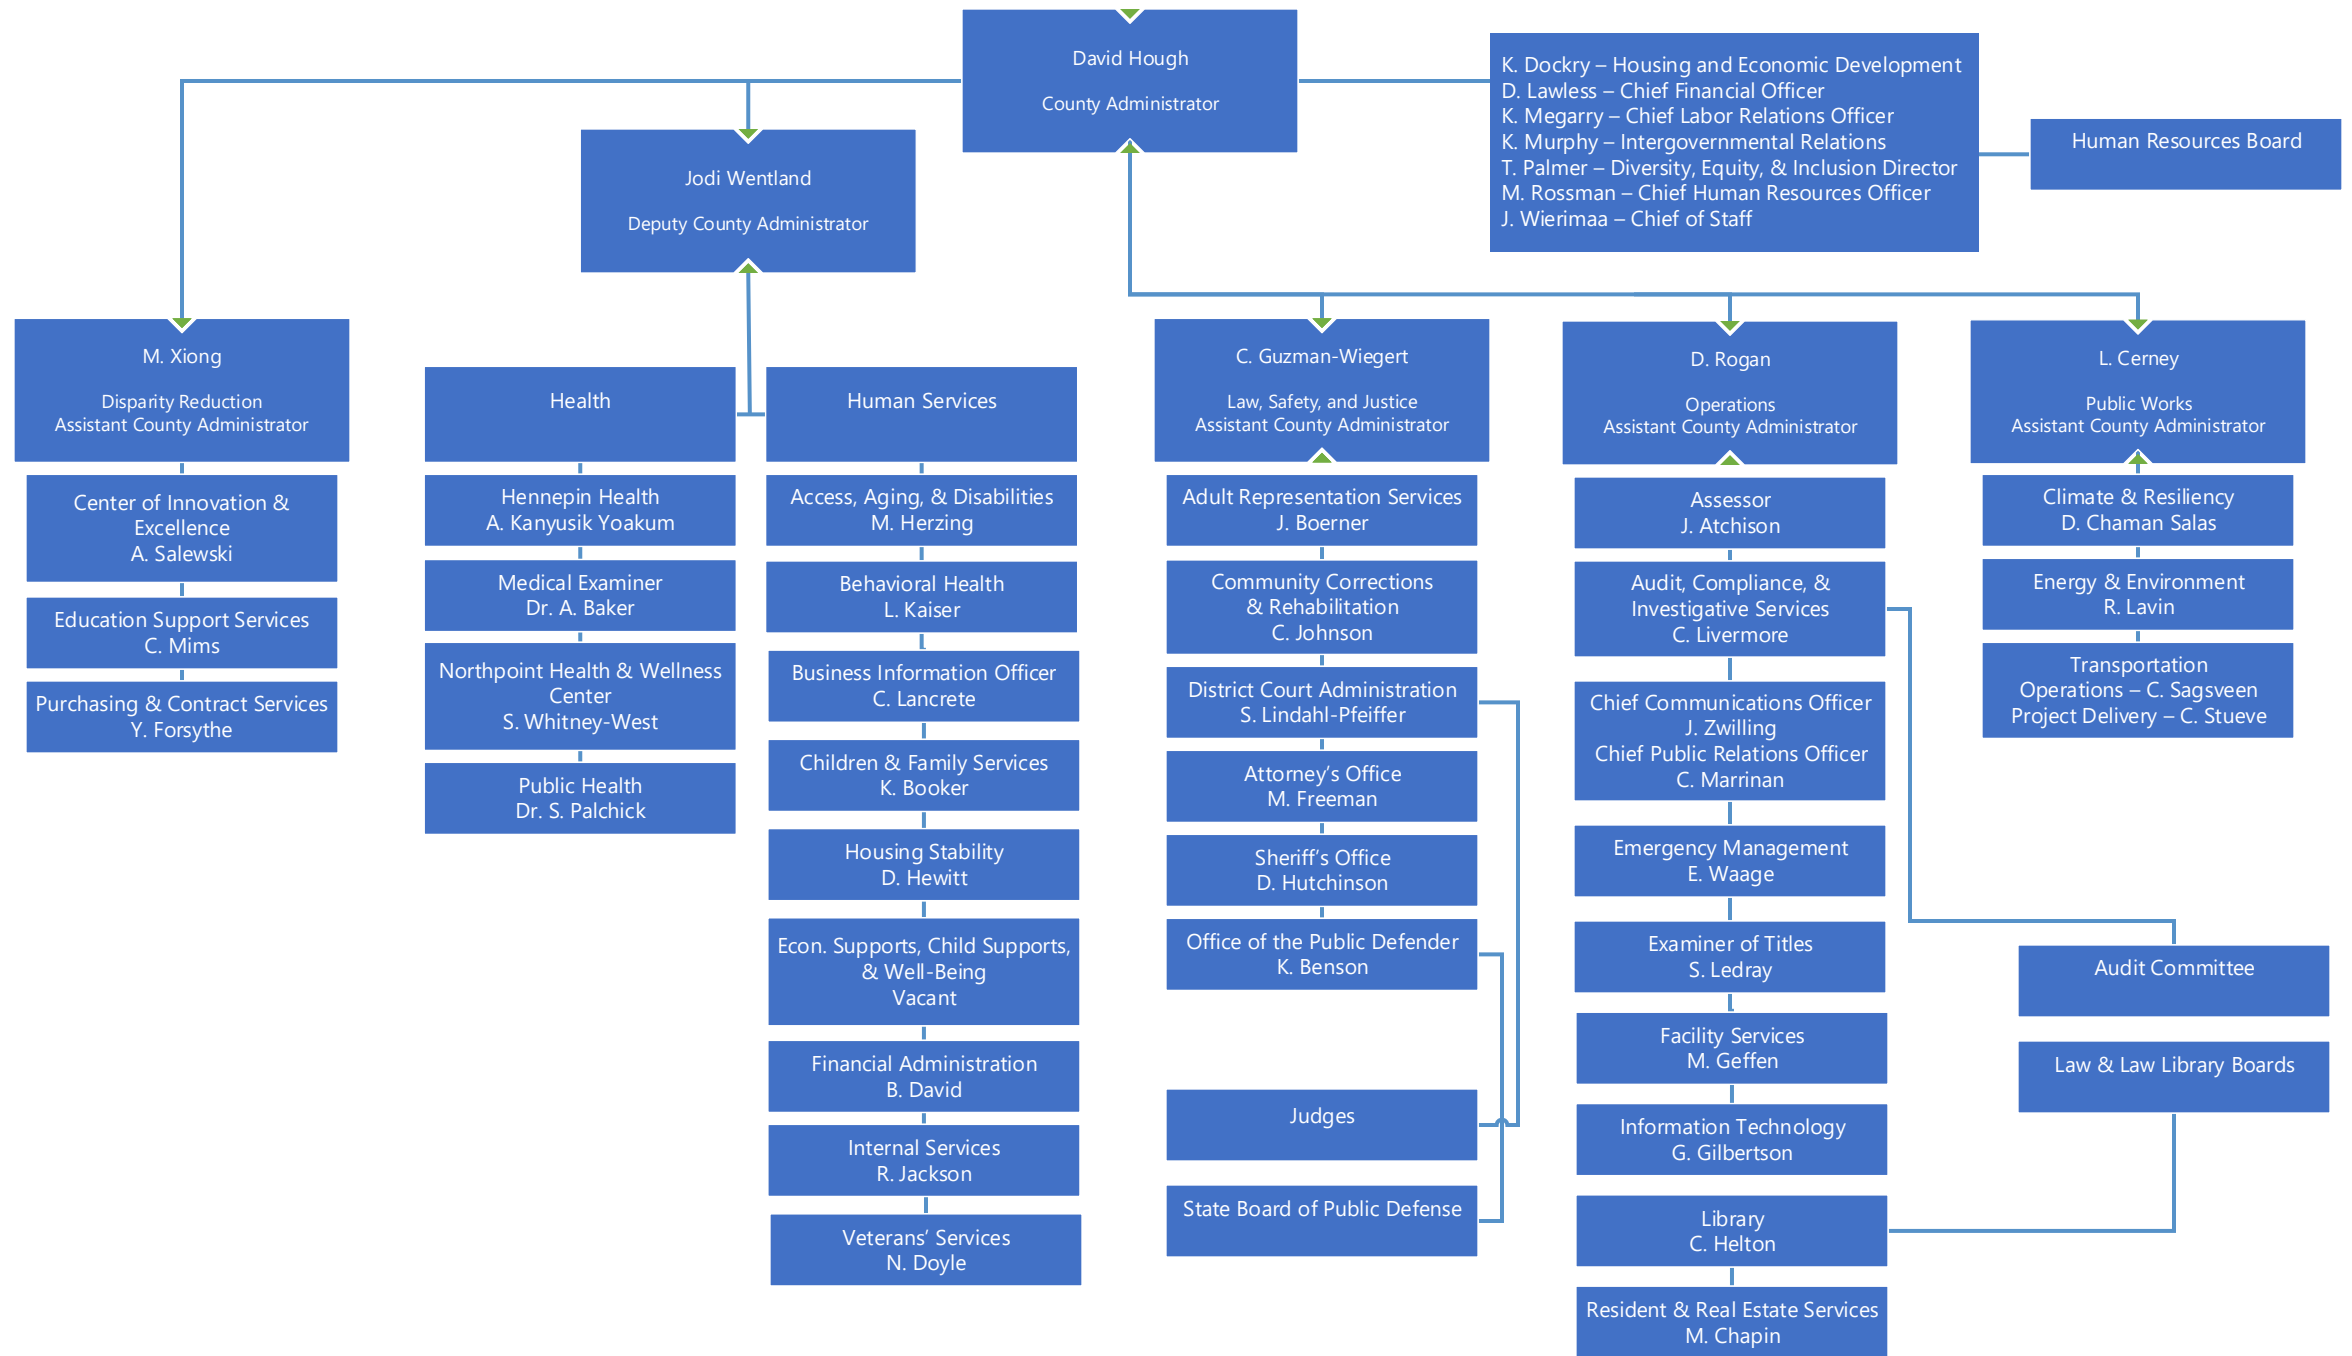 David Hough
County Administrator
K. Dockry – Housing and Economic Development
D. Lawless – Chief Financial Officer
K. Megarry – Chief Labor Relations Officer
K. Murphy – Intergovernmental Relations
T. Palmer – Diversity, Equity, & Inclusion Director
M. Rossman – Chief Human Resources Officer
J. Wierimaa – Chief of Staff
Human Resources Board
Jodi Wentland
Deputy County Administrator
M. Xiong
Disparity Reduction
Assistant County Administrator
Center of Innovation &
Excellence
A. Salewski
Education Support Services
C. Mims
Purchasing & Contract Services
Y. Forsythe
Health
Hennepin Health
A. Kanyusik Yoakum
Medical Examiner
Dr. A. Baker
Northpoint Health & Wellness
Center
S. Whitney-West
Public Health
Dr. S. Palchick
Human Services
Access, Aging, & Disabilities
M. Herzing
Behavioral Health
L. Kaiser
Business Information Officer
C. Lancrete
Children & Family Services
K. Booker
Housing Stability
D. Hewitt
Econ. Supports, Child Supports,
& Well-Being
Vacant
Financial Administration
B. David
Internal Services
R. Jackson
Veterans’ Services
N. Doyle
C. Guzman-Wiegert
Law, Safety, and Justice
Assistant County Administrator
Adult Representation Services
J. Boerner
Community Corrections
& Rehabilitation
C. Johnson
District Court Administration
S. Lindahl-Pfeiffer
Attorney’s Office
M. Freeman
Sheriff’s Office
D. Hutchinson
Office of the Public Defender
K. Benson
Judges
State Board of Public Defense
D. Rogan
Operations
Assistant County Administrator
Assessor
J. Atchison
Audit, Compliance, &
Investigative Services
C. Livermore
Chief Communications Officer
J. Zwilling
Chief Public Relations Officer
C. Marrinan
Emergency Management
E. Waage
Examiner of Titles
S. Ledray
Facility Services
M. Geffen
Information Technology
G. Gilbertson
Library
C. Helton
Resident & Real Estate Services
M. Chapin
L. Cerney
Public Works
Assistant County Administrator
Climate & Resiliency
D. Chaman Salas
Energy & Environment
R. Lavin
Transportation
Operations – C. Sagsveen
Project Delivery – C. Stueve
Audit Committee
Law & Law Library Boards